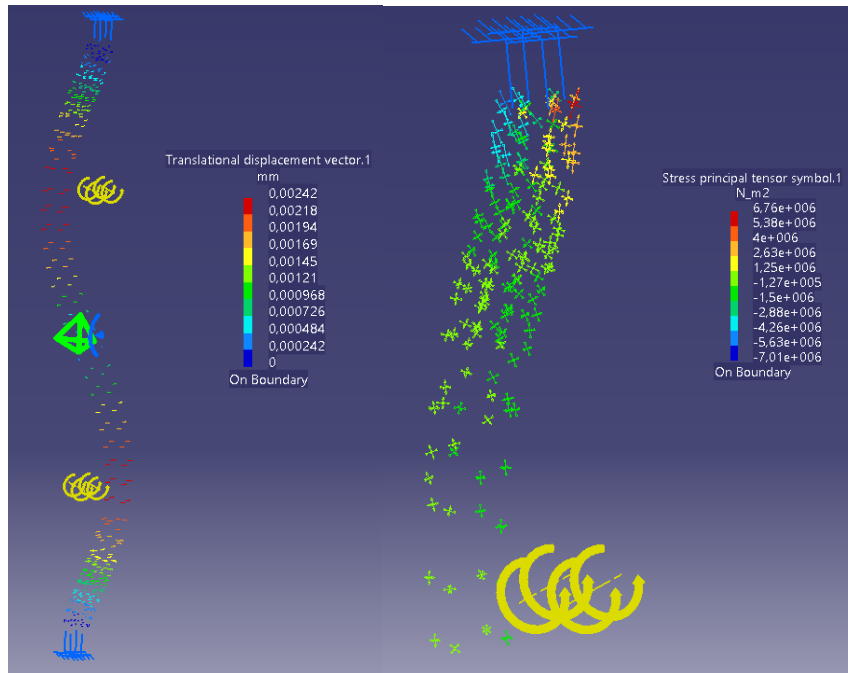 Translational displacement vector.1
mm
0,00242
0,00218
0,00194
0,00169
0,00145
0,00121
0,000968
0,000726
0,000484
0,000242
0
On Boundary
Stress principal tensor symbol.1
N_m2
6,76e+006
5,38e+006
4e+006
2,63e+006
1,25e+006
-1,27e+005
-1,5e+006
-2,88e+006
-4,26e+006
-5,63e+006
-7,01e+006
On Boundary